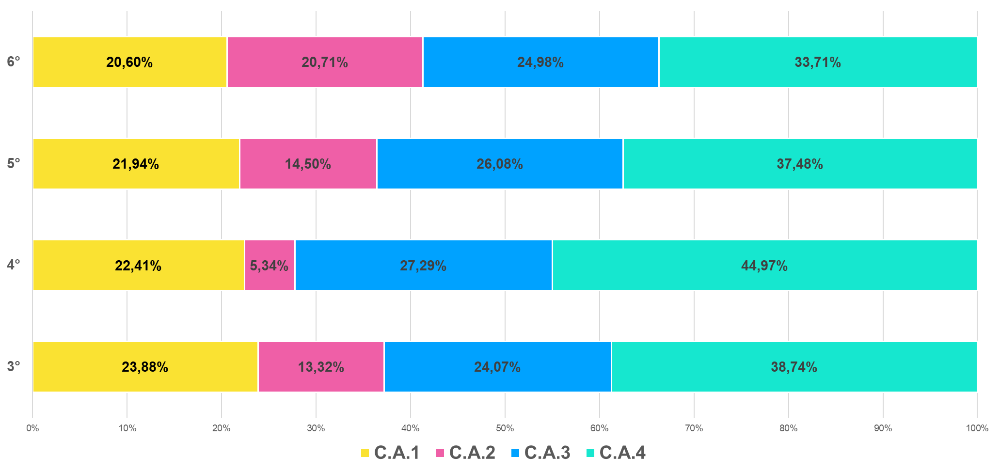 6°
20,60% 20,71% 24,98% 33,71%
5°
21,94% 14,50% 26,08% 37,48%
4°
22,41% 5,34% 27,29% 44,97%
3°
23,88% 13,32% 24,07% 38,74%
0% 10% 20% 30% 40% 50% 60% 70% 80% 90% 100%
C.A.1 C.A.2 C.A.3 C.A.4